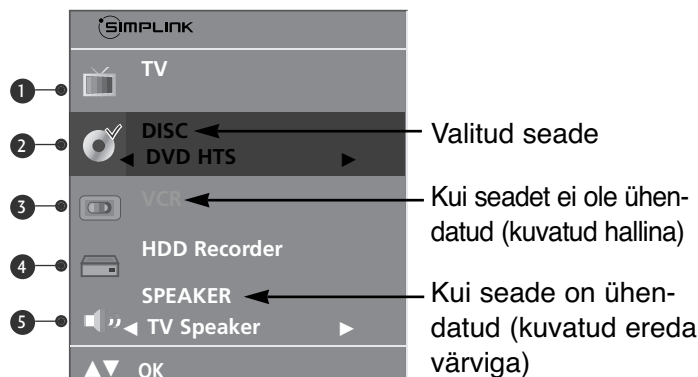 SIMPLINK
TV
1
DISC
Valitud seade
2
◄ DVD HTS ►
VCR
Kui seadet ei ole ühen-
3
datud (kuvatud hallina)
HDD Recorder
4
SPEAKER
Kui seade on ühen-
5
◄ TV Speaker ►
datud (kuvatud ereda
värviga)
▲▼ OK